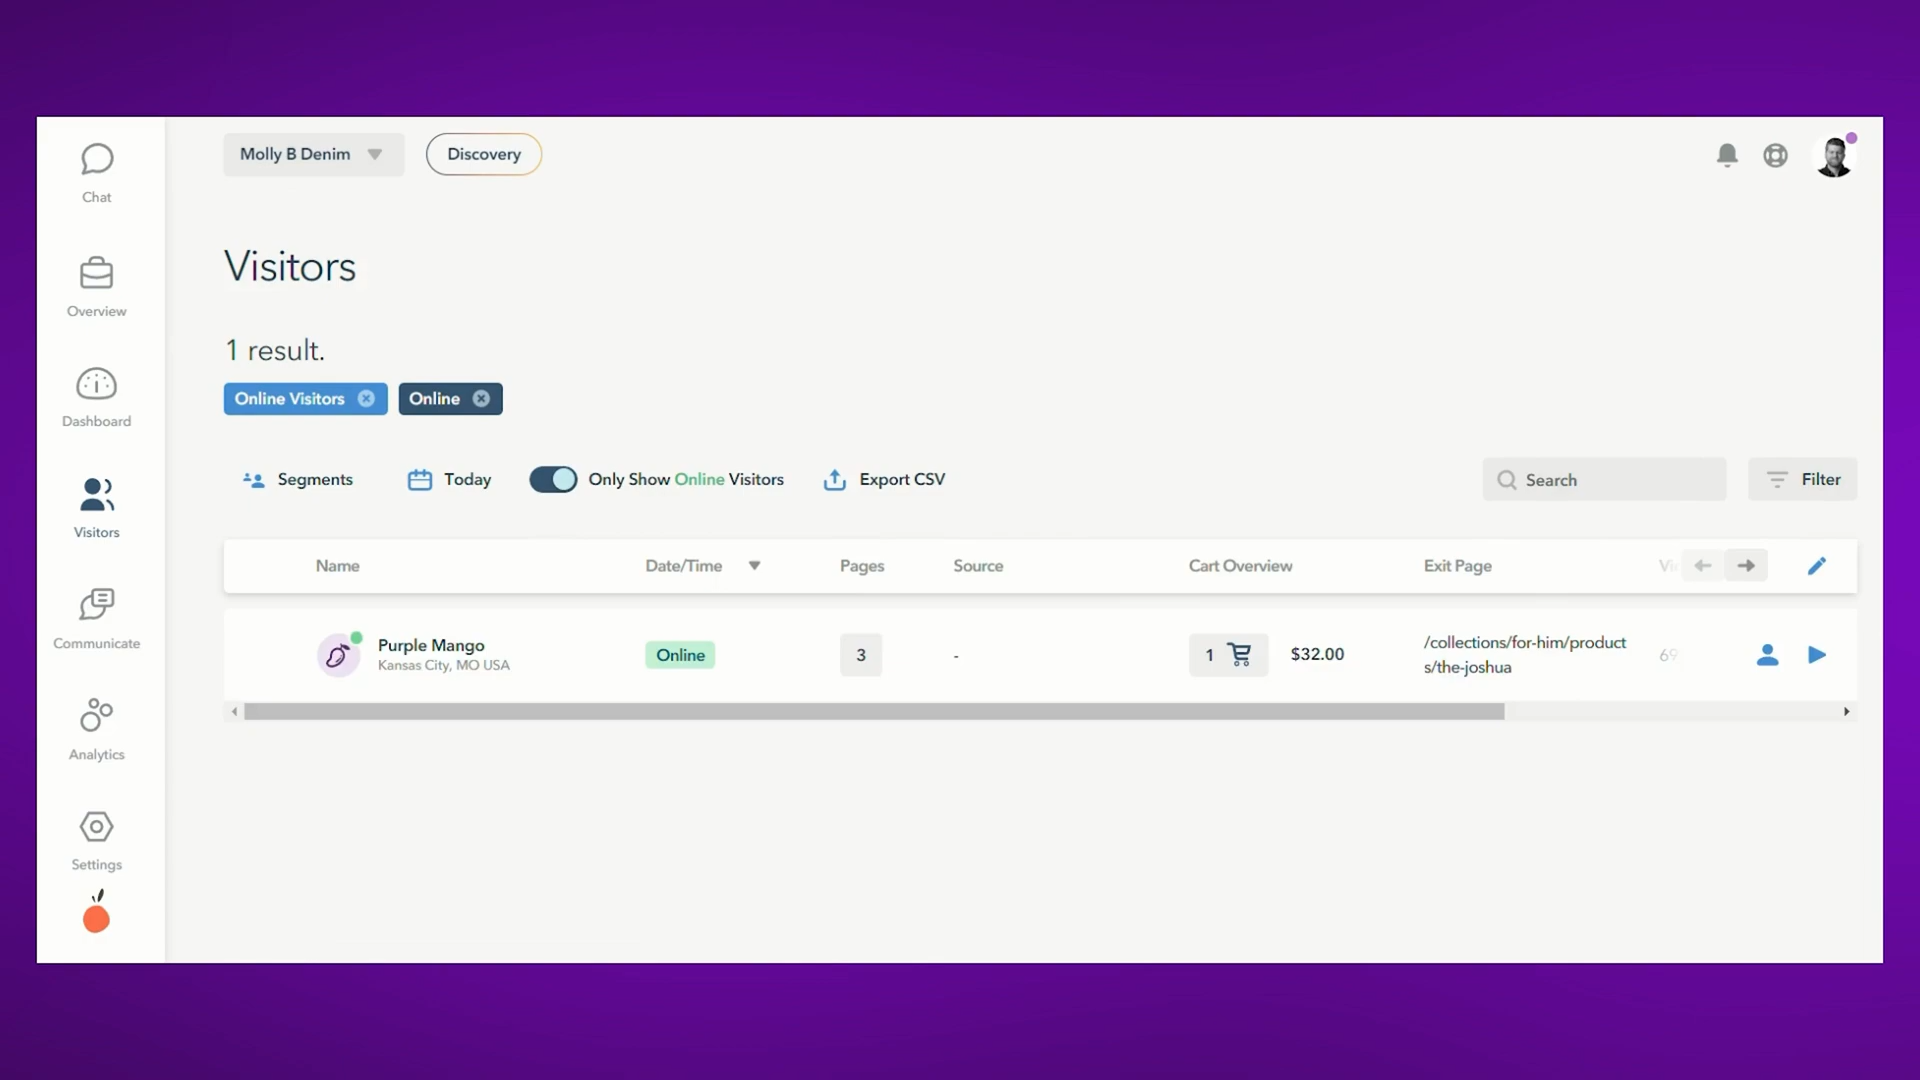 Chat
Overview
Dashboard
Visitors
Communicate
Analytics
Settings
Molly B Denim
Discovery
Visitors
1 result.
Online Visitors
Online
Segments
Today
Only Show Online Visitors
Export CSV
Search
Filter
Name
Date/Time
Pages
Source
Cart Overview
Exit Page
Purple Mango
Kansas City, MO USA
Online
3
-
1
$32.00
/collections/for-him/product
s/the-joshua